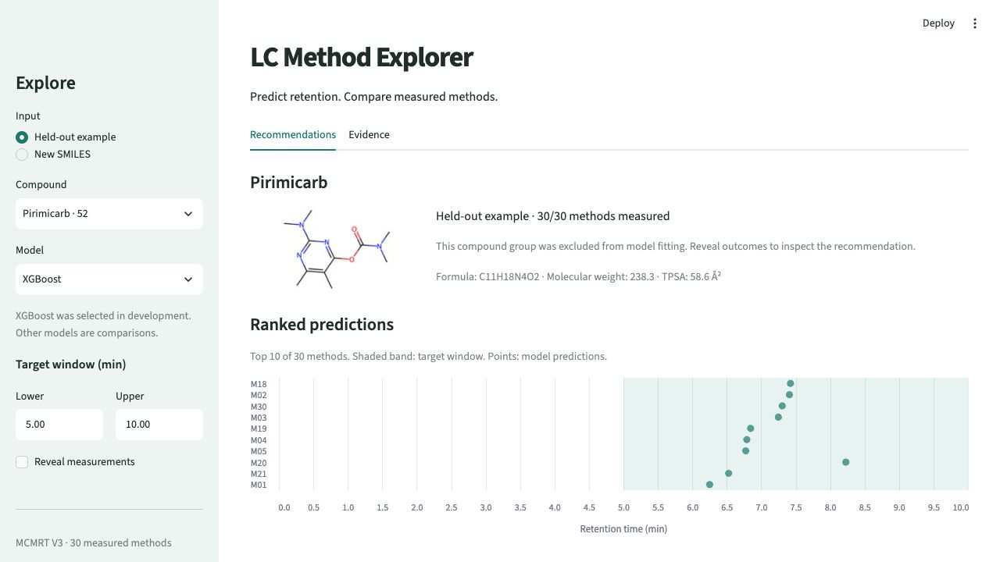 Deploy
Explore
Input
Held-out example
New SMILES
Compound
Pirimicarb · 52
Model
XGBoost
XGBoost was selected in development.
Other models are comparisons.
Target window (min)
Lower Upper
5.00 10.00
Reveal measurements
MCMRT V3 · 30 measured methods
LC Method Explorer
Predict retention. Compare measured methods.
Recommendations Evidence
Pirimicarb
N
N
N
O
O
N
Held-out example · 30/30 methods measured
This compound group was excluded from model fitting. Reveal outcomes to inspect the recommendation.
Formula: C11H18N4O2 · Molecular weight: 238.3 · TPSA: 58.6 Å²
Ranked predictions
Top 10 of 30 methods. Shaded band: target window. Points: model predictions.
M18
M02
M30
M03
M19
M04
M05
M20
M21
M01
0.0 0.5 1.0 1.5 2.0 2.5 3.0 3.5 4.0 4.5 5.0 5.5 6.0 6.5 7.0 7.5 8.0 8.5 9.0 9.5 10.0
Retention time (min)